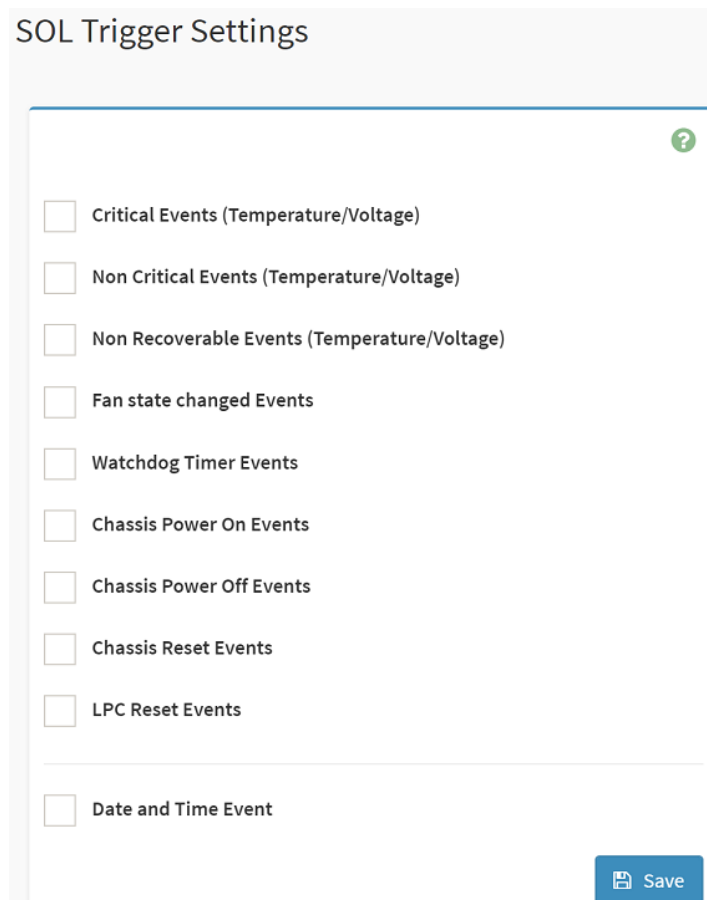 SOL Trigger Settings
?
Critical Events (Temperature/Voltage)
Non Critical Events (Temperature/Voltage)
Non Recoverable Events (Temperature/Voltage)
Fan state changed Events
Watchdog Timer Events
Chassis Power On Events
Chassis Power Off Events
Chassis Reset Events
LPC Reset Events
Date and Time Event
Save